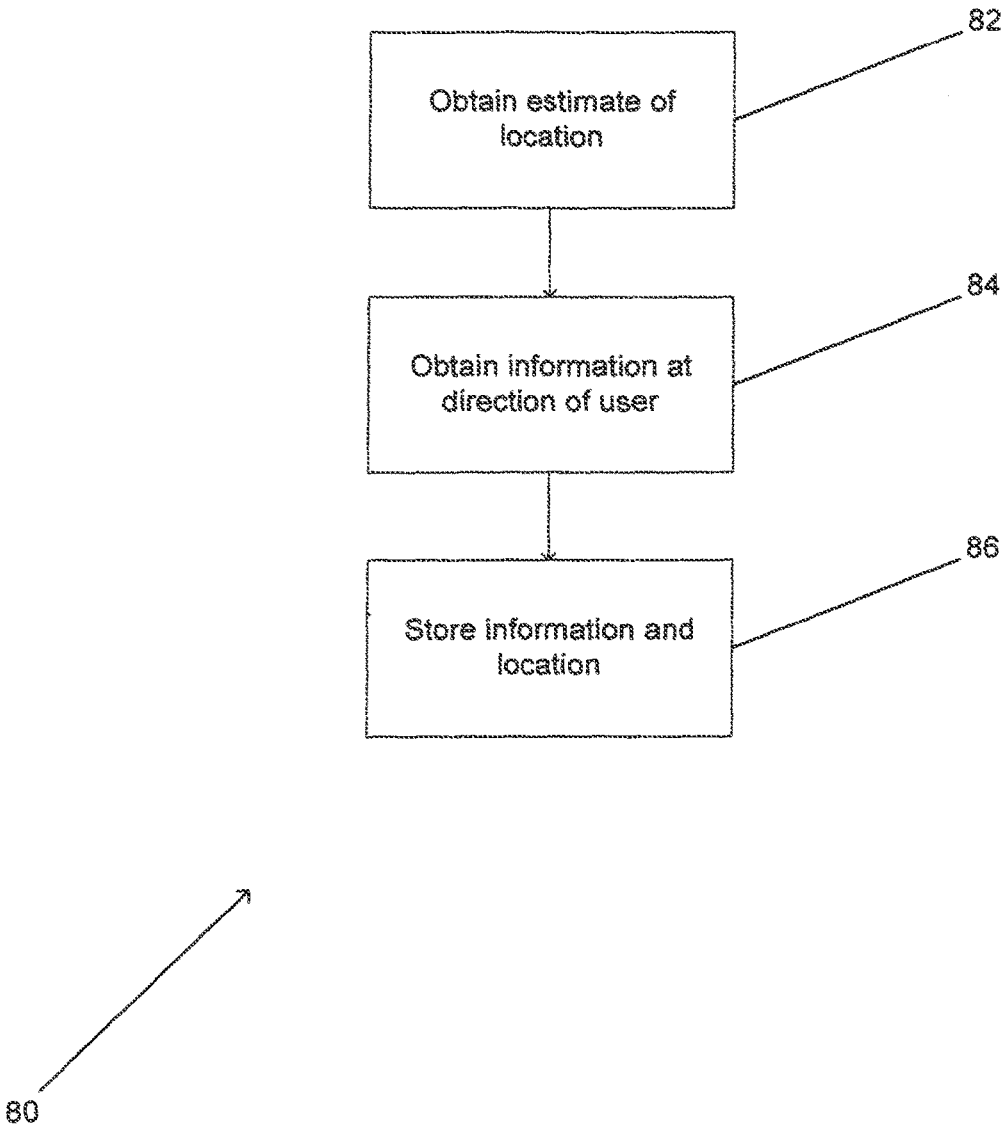 82
Obtain estimate of
location
84
Obtain information at
direction of user
86
Store information and
location
80